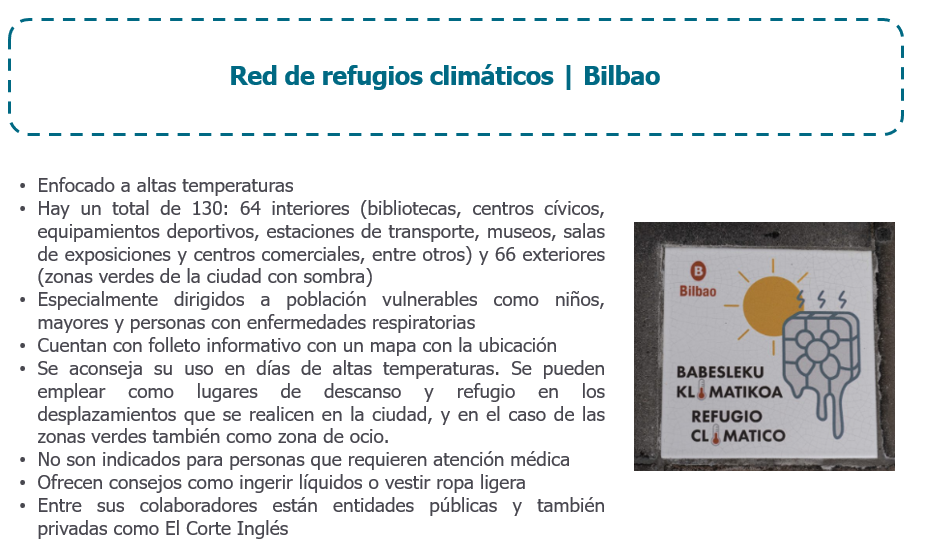 Red de refugios climáticos | Bilbao
• Enfocado a altas temperaturas
• Hay un total de 130: 64 interiores (bibliotecas, centros cívicos,
equipamientos deportivos, estaciones de transporte, museos, salas
de exposiciones y centros comerciales, entre otros) y 66 exteriores
(zonas verdes de la ciudad con sombra)
• Especialmente dirigidos a población vulnerables como niños,
mayores y personas con enfermedades respiratorias
• Cuentan con folleto informativo con un mapa con la ubicación
• Se aconseja su uso en días de altas temperaturas. Se pueden
emplear como lugares de descanso y refugio en los
desplazamientos que se realicen en la ciudad, y en el caso de las
zonas verdes también como zona de ocio.
• No son indicados para personas que requieren atención médica
• Ofrecen consejos como ingerir líquidos o vestir ropa ligera
• Entre sus colaboradores están entidades públicas y también
privadas como El Corte Inglés
B
Bilbao
BABESLEKU
KLIMATIKOA
REFUGIO
CLIMATICO